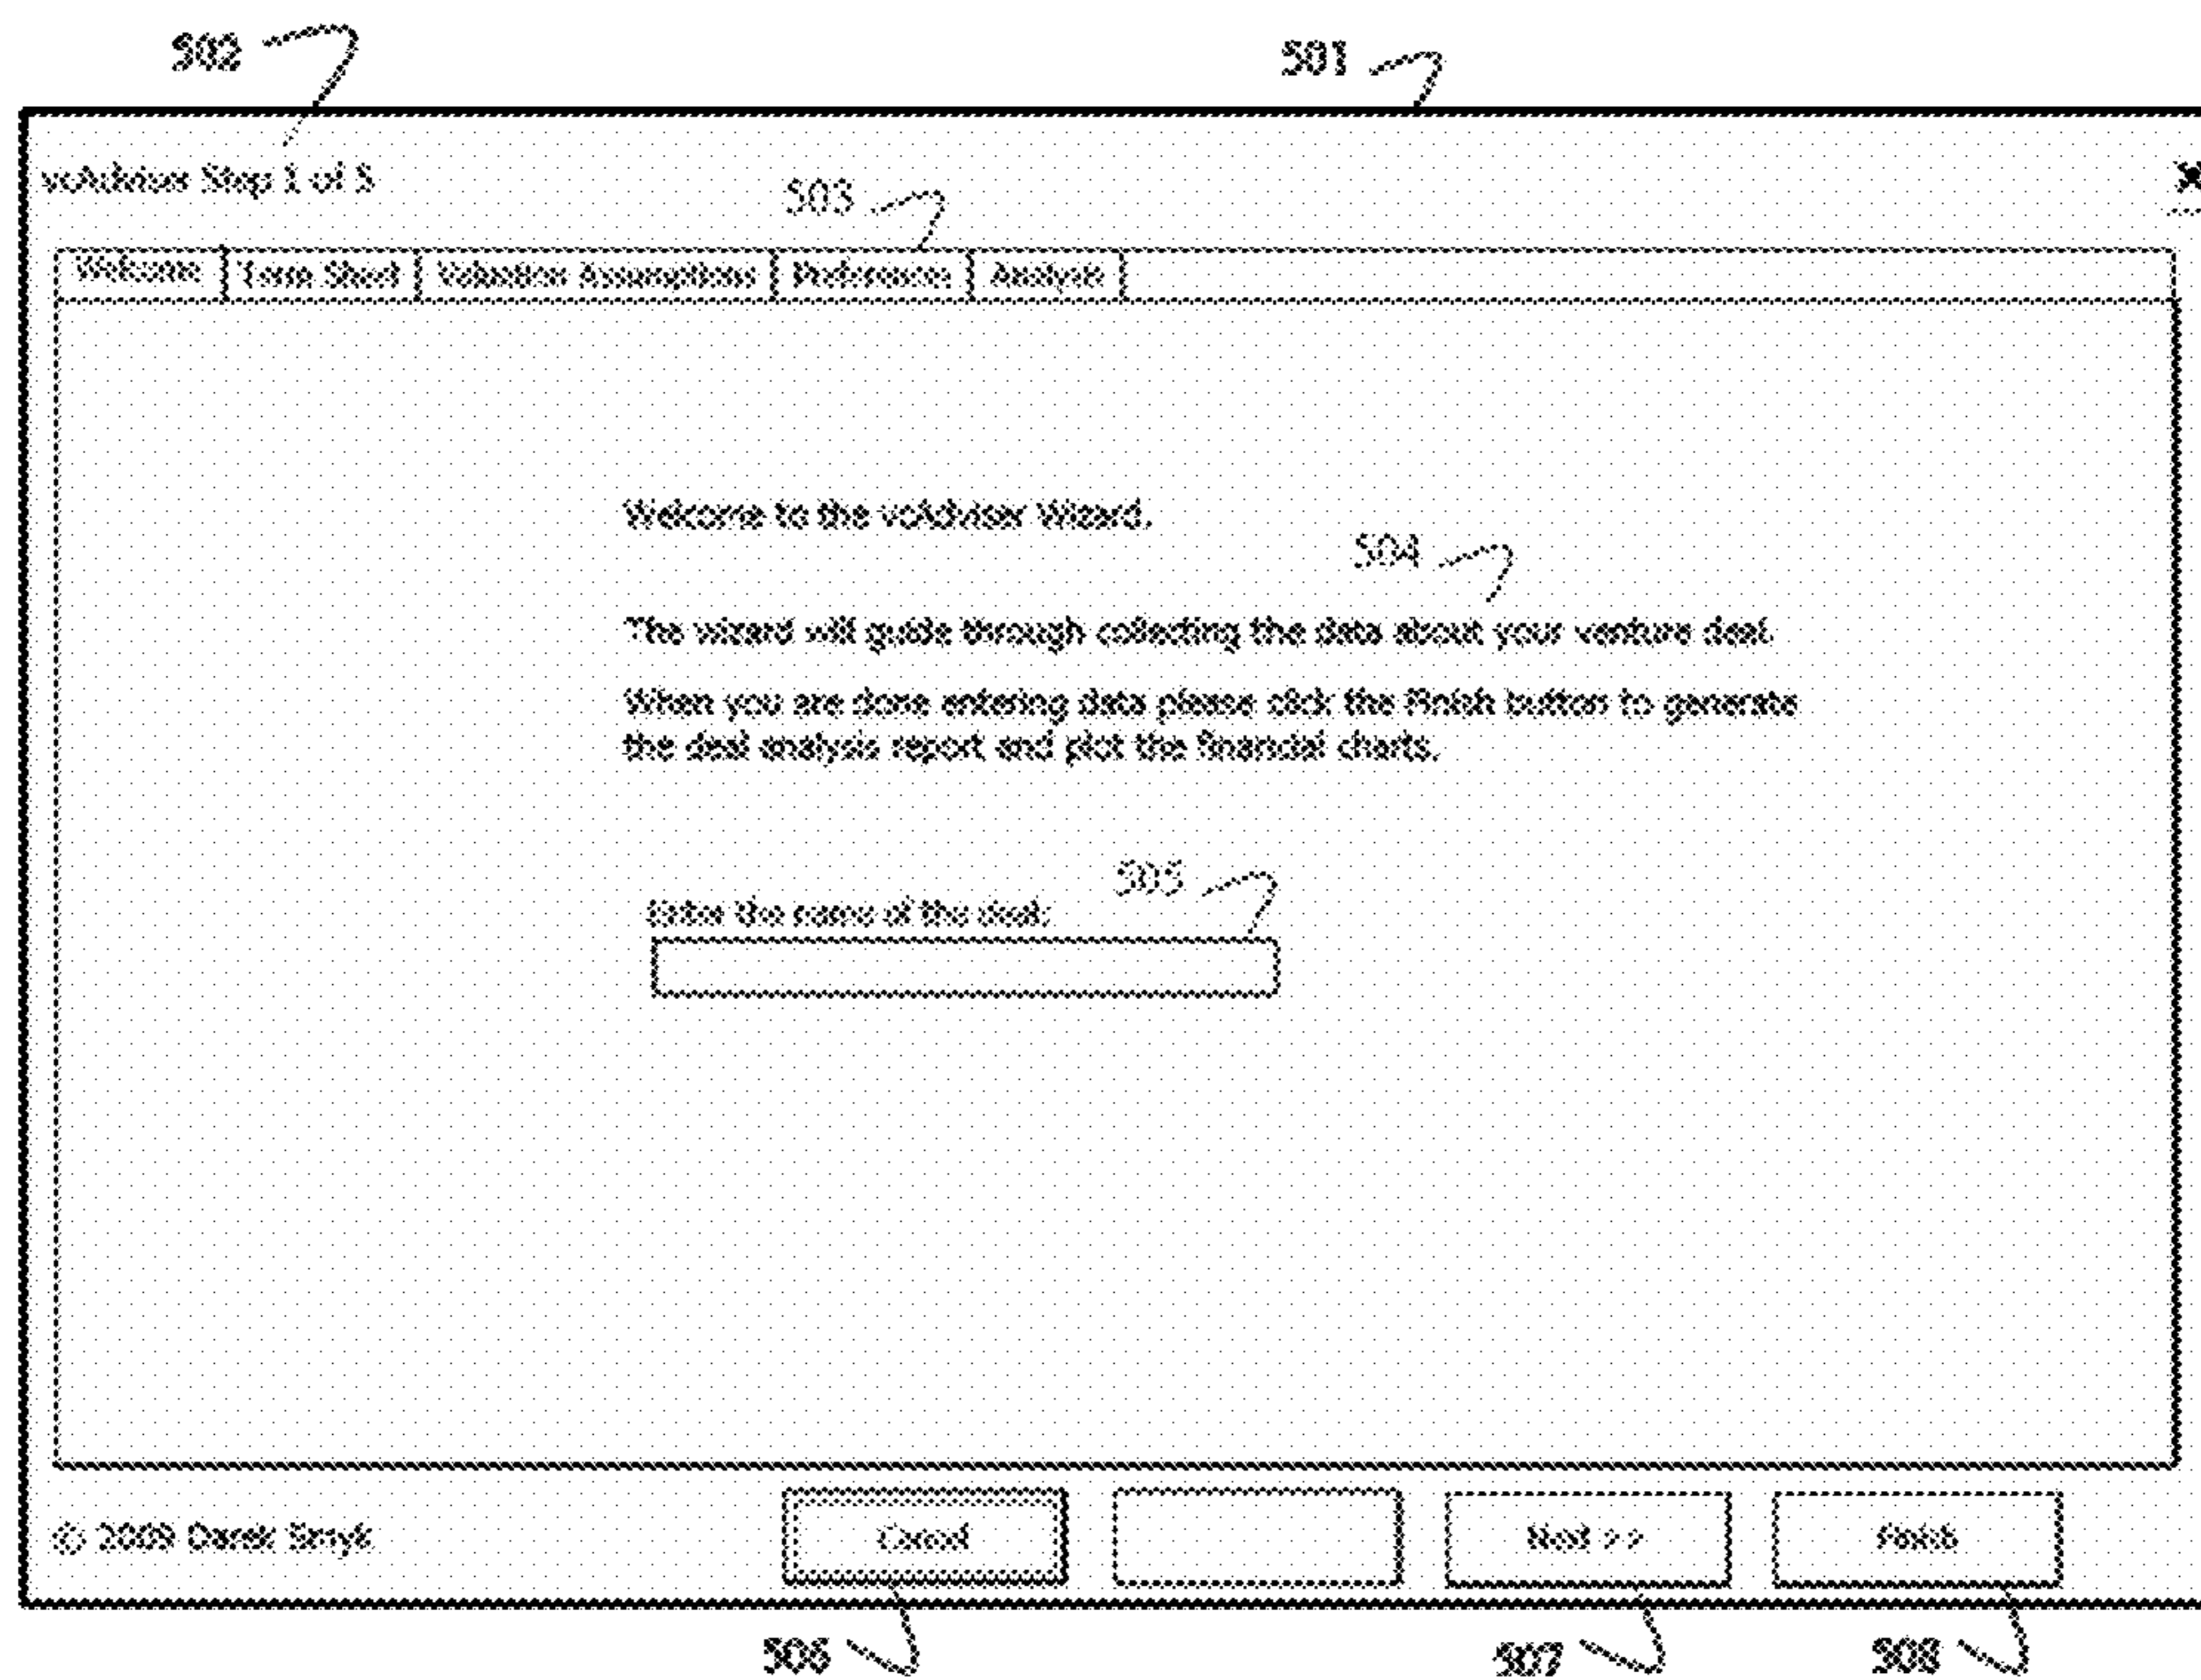 502
501
vcAdviser Step 1 of 5
503
Welcome
Term Sheet
Valuation Assumptions
Preferences
Analysis
Welcome to the vcAdviser Wizard.
504
The wizard will guide through collecting the data about your venture deal.
When you are done entering data please click the Finish button to generate
the deal analysis report and plot the financial charts.
505
Enter the name of the deal:
© 2009 Darek Smyk
Cancel
Next >>
Finish
506
507
508